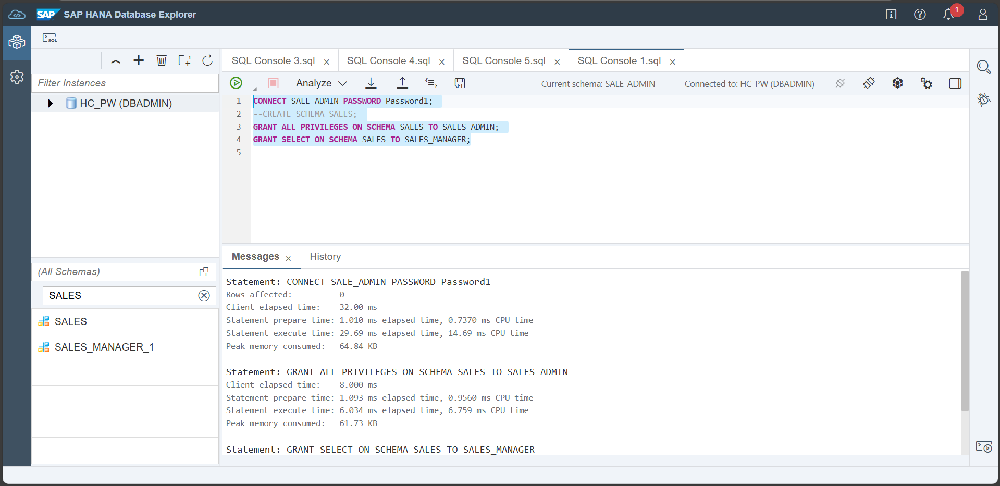 SAP SAP HANA Database Explorer
1
SQL
SQL Console 3.sql
SQL Console 4.sql
SQL Console 5.sql
SQL Console 1.sql
Filter Instances
HC_PW (DBADMIN)
Analyze
Current schema: SALE_ADMIN
Connected to: HC_PW (DBADMIN)
1 CONNECT SALE_ADMIN PASSWORD Password1;
2 --CREATE SCHEMA SALES;
3 GRANT ALL PRIVILEGES ON SCHEMA SALES TO SALES_ADMIN;
4 GRANT SELECT ON SCHEMA SALES TO SALES_MANAGER;
5
(All Schemas)
SALES
SALES
SALES_MANAGER_1
Messages
History
Statement: CONNECT SALE_ADMIN PASSWORD Password1
Rows affected: 0
Client elapsed time: 32.00 ms
Statement prepare time: 1.010 ms elapsed time, 0.7370 ms CPU time
Statement execute time: 29.69 ms elapsed time, 14.69 ms CPU time
Peak memory consumed: 64.84 KB
Statement: GRANT ALL PRIVILEGES ON SCHEMA SALES TO SALES_ADMIN
Client elapsed time: 8.000 ms
Statement prepare time: 1.093 ms elapsed time, 0.9560 ms CPU time
Statement execute time: 6.034 ms elapsed time, 6.759 ms CPU time
Peak memory consumed: 61.73 KB
Statement: GRANT SELECT ON SCHEMA SALES TO SALES_MANAGER